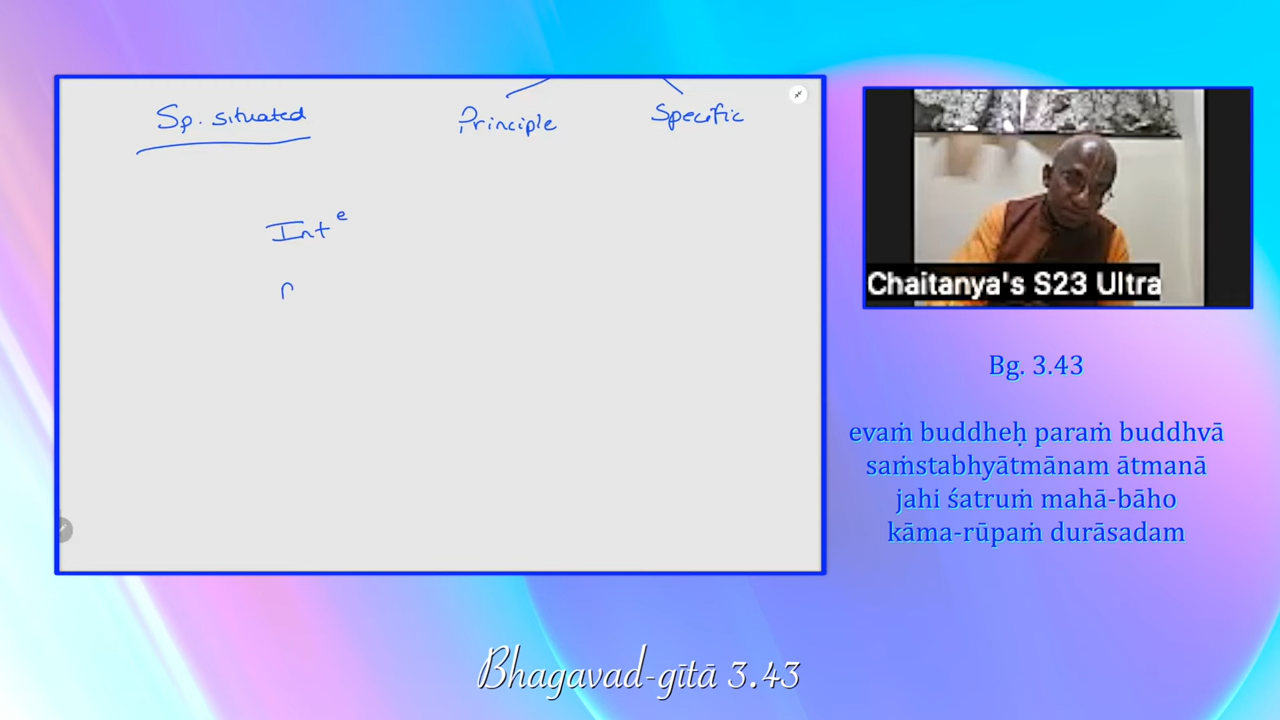 Sp. situated
Principle
Specific
Int e
Chaitanya's S23 Ultra
Bg. 3.43
evaṁ buddheḥ paraṁ buddhvā
saṁstabhyātmānam ātmanā
jahi śatruṁ mahā-bāho
kāma-rūpaṁ durāsadam
Bhagavad-gītā 3.43